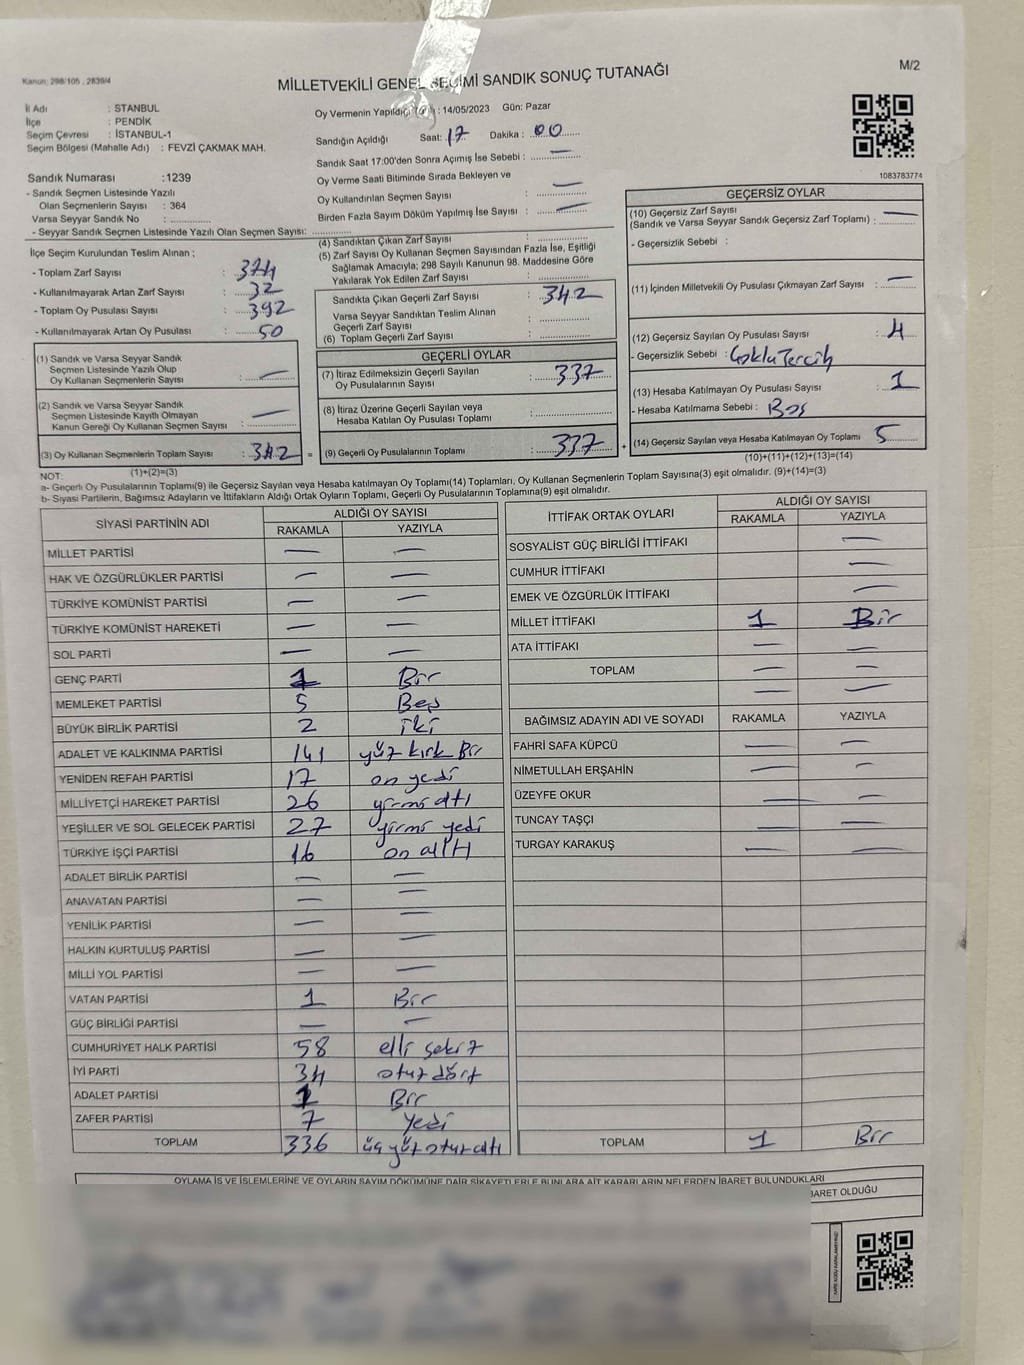 Kanun: 298/105 , 2839/4
MİLLETVEKİLİ GENEL SEÇİMİ SANDIK SONUÇ TUTANAĞI
M/2
İl Adı : STANBUL
İlçe : PENDİK
Seçim Çevresi : İSTANBUL-1
Seçim Bölgesi (Mahalle Adı) : FEVZİ ÇAKMAK MAH.
Oy Vermenin Yapıldığı : 14/05/2023 Gün: Pazar
Sandığın Açıldığı Saat: 17 Dakika : 00
Sandık Saat 17:00'den Sonra Açımış İse Sebebi : —
Oy Verme Saati Bitiminde Sırada Bekleyen ve
Oy Kullandırılan Seçmen Sayısı : —
Birden Fazla Sayım Döküm Yapılmış İse Sayısı : —
1083783774
Sandık Numarası :1239
- Sandık Seçmen Listesinde Yazılı
Olan Seçmenlerin Sayısı : 364
Varsa Seyyar Sandık No :
- Seyyar Sandık Seçmen Listesinde Yazılı Olan Seçmen Sayısı:
İlçe Seçim Kurulundan Teslim Alınan ;
- Toplam Zarf Sayısı : 374
- Kullanılmayarak Artan Zarf Sayısı : 32
- Toplam Oy Pusulası Sayısı : 392
- Kullanılmayarak Artan Oy Pusulası : 50
(1) Sandık ve Varsa Seyyar Sandık
Seçmen Listesinde Yazılı Olup
Oy Kullanan Seçmenlerin Sayısı : —
(2) Sandık ve Varsa Seyyar Sandık
Seçmen Listesinde Kayıtlı Olmayan
Kanun Gereği Oy Kullanan Seçmen Sayısı : —
(3) Oy Kullanan Seçmenlerin Toplam Sayısı : 342 =
(1)+(2)=(3)
(4) Sandıktan Çıkan Zarf Sayısı :
(5) Zarf Sayısı Oy Kullanan Seçmen Sayısından Fazla İse, Eşitliği
Sağlamak Amacıyla; 298 Sayılı Kanunun 98. Maddesine Göre
Yakılarak Yok Edilen Zarf Sayısı :
Sandıkta Çıkan Geçerli Zarf Sayısı : 342
Varsa Seyyar Sandıktan Teslim Alınan
Geçerli Zarf Sayısı :
(6) Toplam Geçerli Zarf Sayısı :
GEÇERLİ OYLAR
(7) İtiraz Edilmeksizin Geçerli Sayılan
Oy Pusulalarının Sayısı : 337
(8) İtiraz Üzerine Geçerli Sayılan veya
Hesaba Katılan Oy Pusulası Toplamı :
(9) Geçerli Oy Pusulalarının Toplamı : 337 +
GEÇERSİZ OYLAR
(10) Geçersiz Zarf Sayısı
(Sandık ve Varsa Seyyar Sandık Geçersiz Zarf Toplamı) : —
- Geçersizlik Sebebi :
(11) İçinden Milletvekili Oy Pusulası Çıkmayan Zarf Sayısı : —
(12) Geçersiz Sayılan Oy Pusulası Sayısı : 4
- Geçersizlik Sebebi : Çoklu Tercih
(13) Hesaba Katılmayan Oy Pusulası Sayısı : 1
- Hesaba Katılmama Sebebi : Boş
(14) Geçersiz Sayılan veya Hesaba Katılmayan Oy Toplamı 5
(10)+(11)+(12)+(13)=(14)
NOT:
a- Geçerli Oy Pusulalarının Toplamı(9) ile Geçersiz Sayılan veya Hesaba katılmayan Oy Toplamı(14) Toplamları, Oy Kullanan Seçmenlerin Toplam Sayısına(3) eşit olmalıdır. (9)+(14)=(3)
b- Siyasi Partilerin, Bağımsız Adayların ve İttifakların Aldığı Ortak Oyların Toplamı, Geçerli Oy Pusulalarının Toplamına(9) eşit olmalıdır.
SİYASİ PARTİNİN ADI ALDIĞI OY SAYISI
RAKAMLA YAZIYLA
MİLLET PARTİSİ — —
HAK VE ÖZGÜRLÜKLER PARTİSİ — —
TÜRKİYE KOMÜNİST PARTİSİ — —
TÜRKİYE KOMÜNİST HAREKETİ — —
SOL PARTİ — —
GENÇ PARTİ 1 Bir
MEMLEKET PARTİSİ 5 Beş
BÜYÜK BİRLİK PARTİSİ 2 iki
ADALET VE KALKINMA PARTİSİ 141 yüz kırk Bir
YENİDEN REFAH PARTİSİ 17 on yedi
MİLLİYETÇİ HAREKET PARTİSİ 26 yirmi altı
YEŞİLLER VE SOL GELECEK PARTİSİ 27 yirmi yedi
TÜRKİYE İŞÇİ PARTİSİ 16 on altı
ADALET BİRLİK PARTİSİ — —
ANAVATAN PARTİSİ — —
YENİLİK PARTİSİ — —
HALKIN KURTULUŞ PARTİSİ — —
MİLLİ YOL PARTİSİ — —
VATAN PARTİSİ 1 Bir
GÜÇ BİRLİĞİ PARTİSİ — —
CUMHURİYET HALK PARTİSİ 58 elli sekiz
İYİ PARTİ 34 otuz dört
ADALET PARTİSİ 1 Bir
ZAFER PARTİSİ 7 Yedi
TOPLAM 336 üç yüz otuz altı
İTTİFAK ORTAK OYLARI ALDIĞI OY SAYISI
RAKAMLA YAZIYLA
SOSYALİST GÜÇ BİRLİĞİ İTTİFAKI —
CUMHUR İTTİFAKI —
EMEK VE ÖZGÜRLÜK İTTİFAKI —
MİLLET İTTİFAKI 1 Bir
ATA İTTİFAKI — —
TOPLAM — —
— —
BAĞIMSIZ ADAYIN ADI VE SOYADI RAKAMLA YAZIYLA
FAHRİ SAFA KÜPCÜ — —
NİMETULLAH ERŞAHİN — —
ÜZEYFE OKUR — —
TUNCAY TAŞÇI — —
TURGAY KARAKUŞ — —
TOPLAM 1 Bir
OYLAMA İŞ VE İŞLEMLERİNE VE OYLARIN SAYIM DÖKÜMÜNE DAİR ŞİKAYETLERLE BUNLARA AİT KARARLARIN NELERDEN İBARET BULUNDUKLARI
BARET OLDUĞU